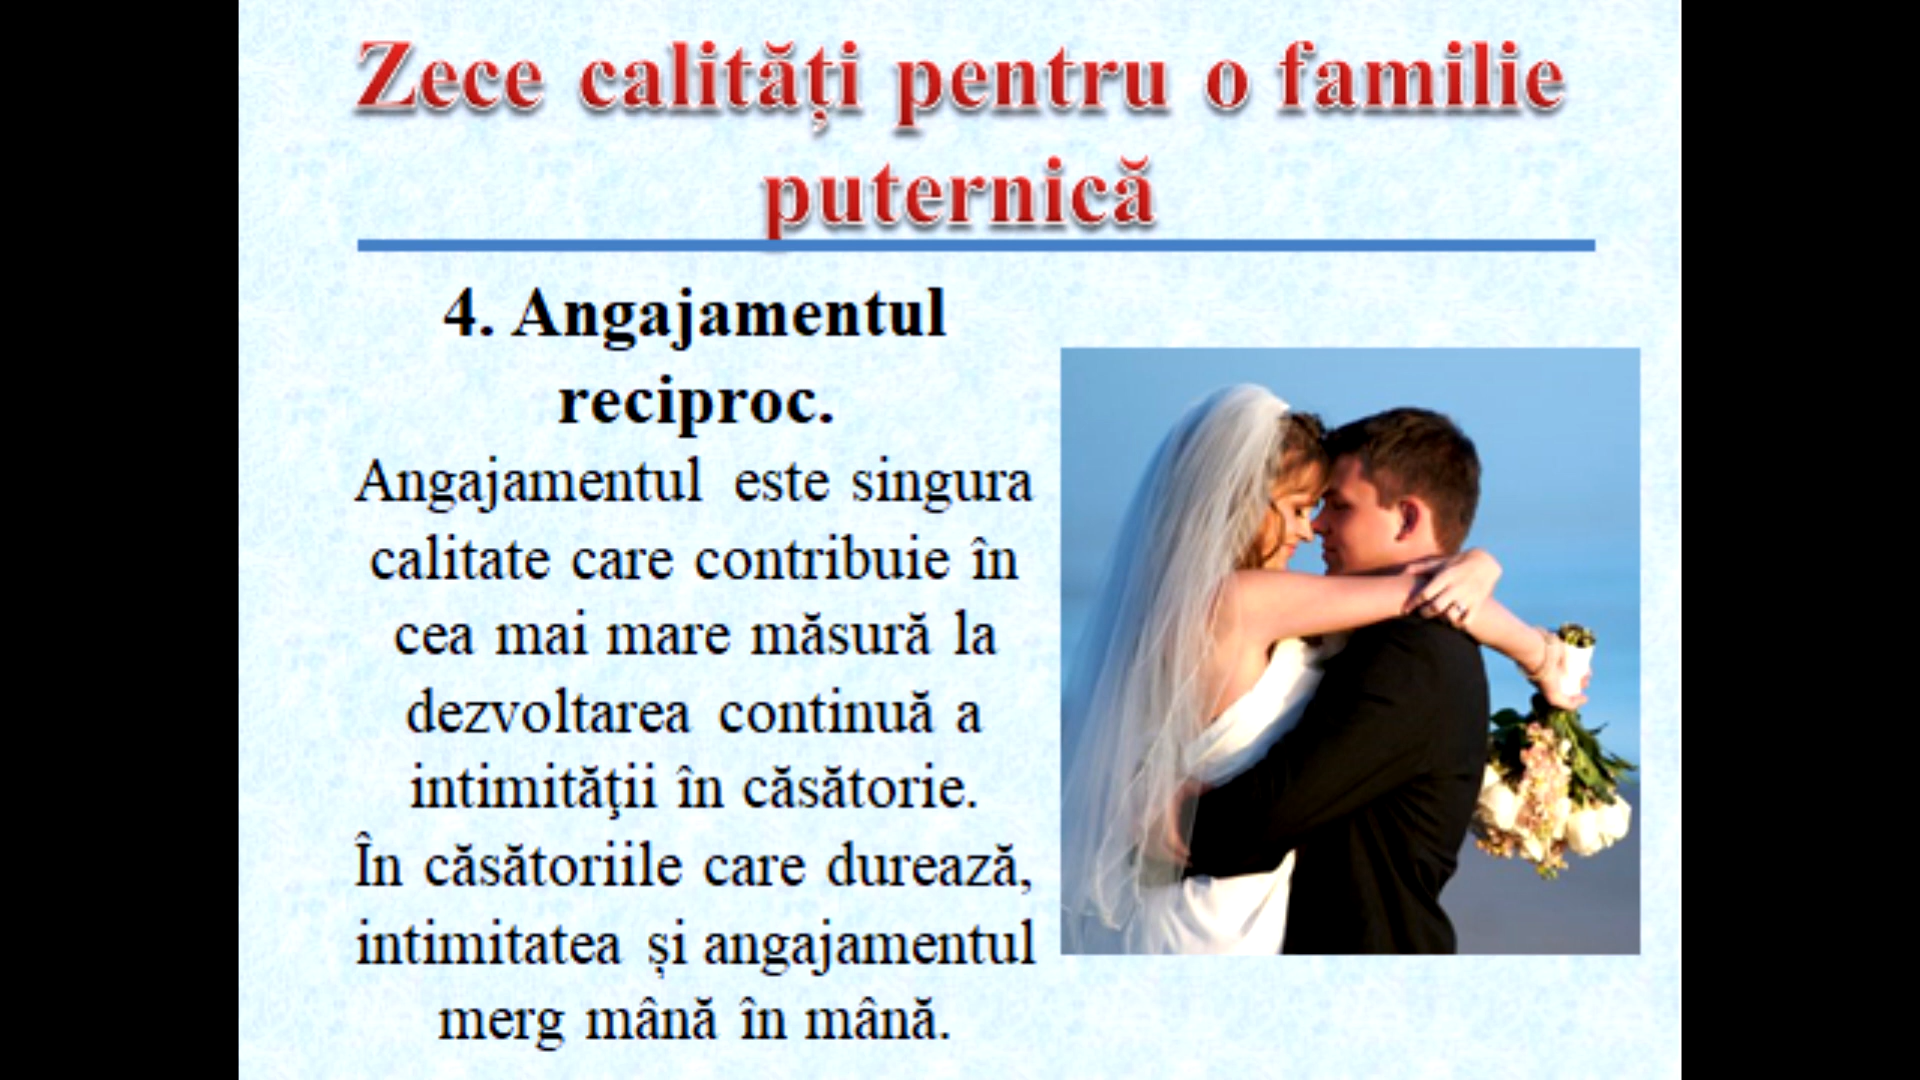 Zece calități pentru o familie
puternică
4. Angajamentul
reciproc.
Angajamentul este singura
calitate care contribuie în
cea mai mare măsură la
dezvoltarea continuă a
intimităţii în căsătorie.
În căsătoriile care durează,
intimitatea și angajamentul
merg mână în mână.